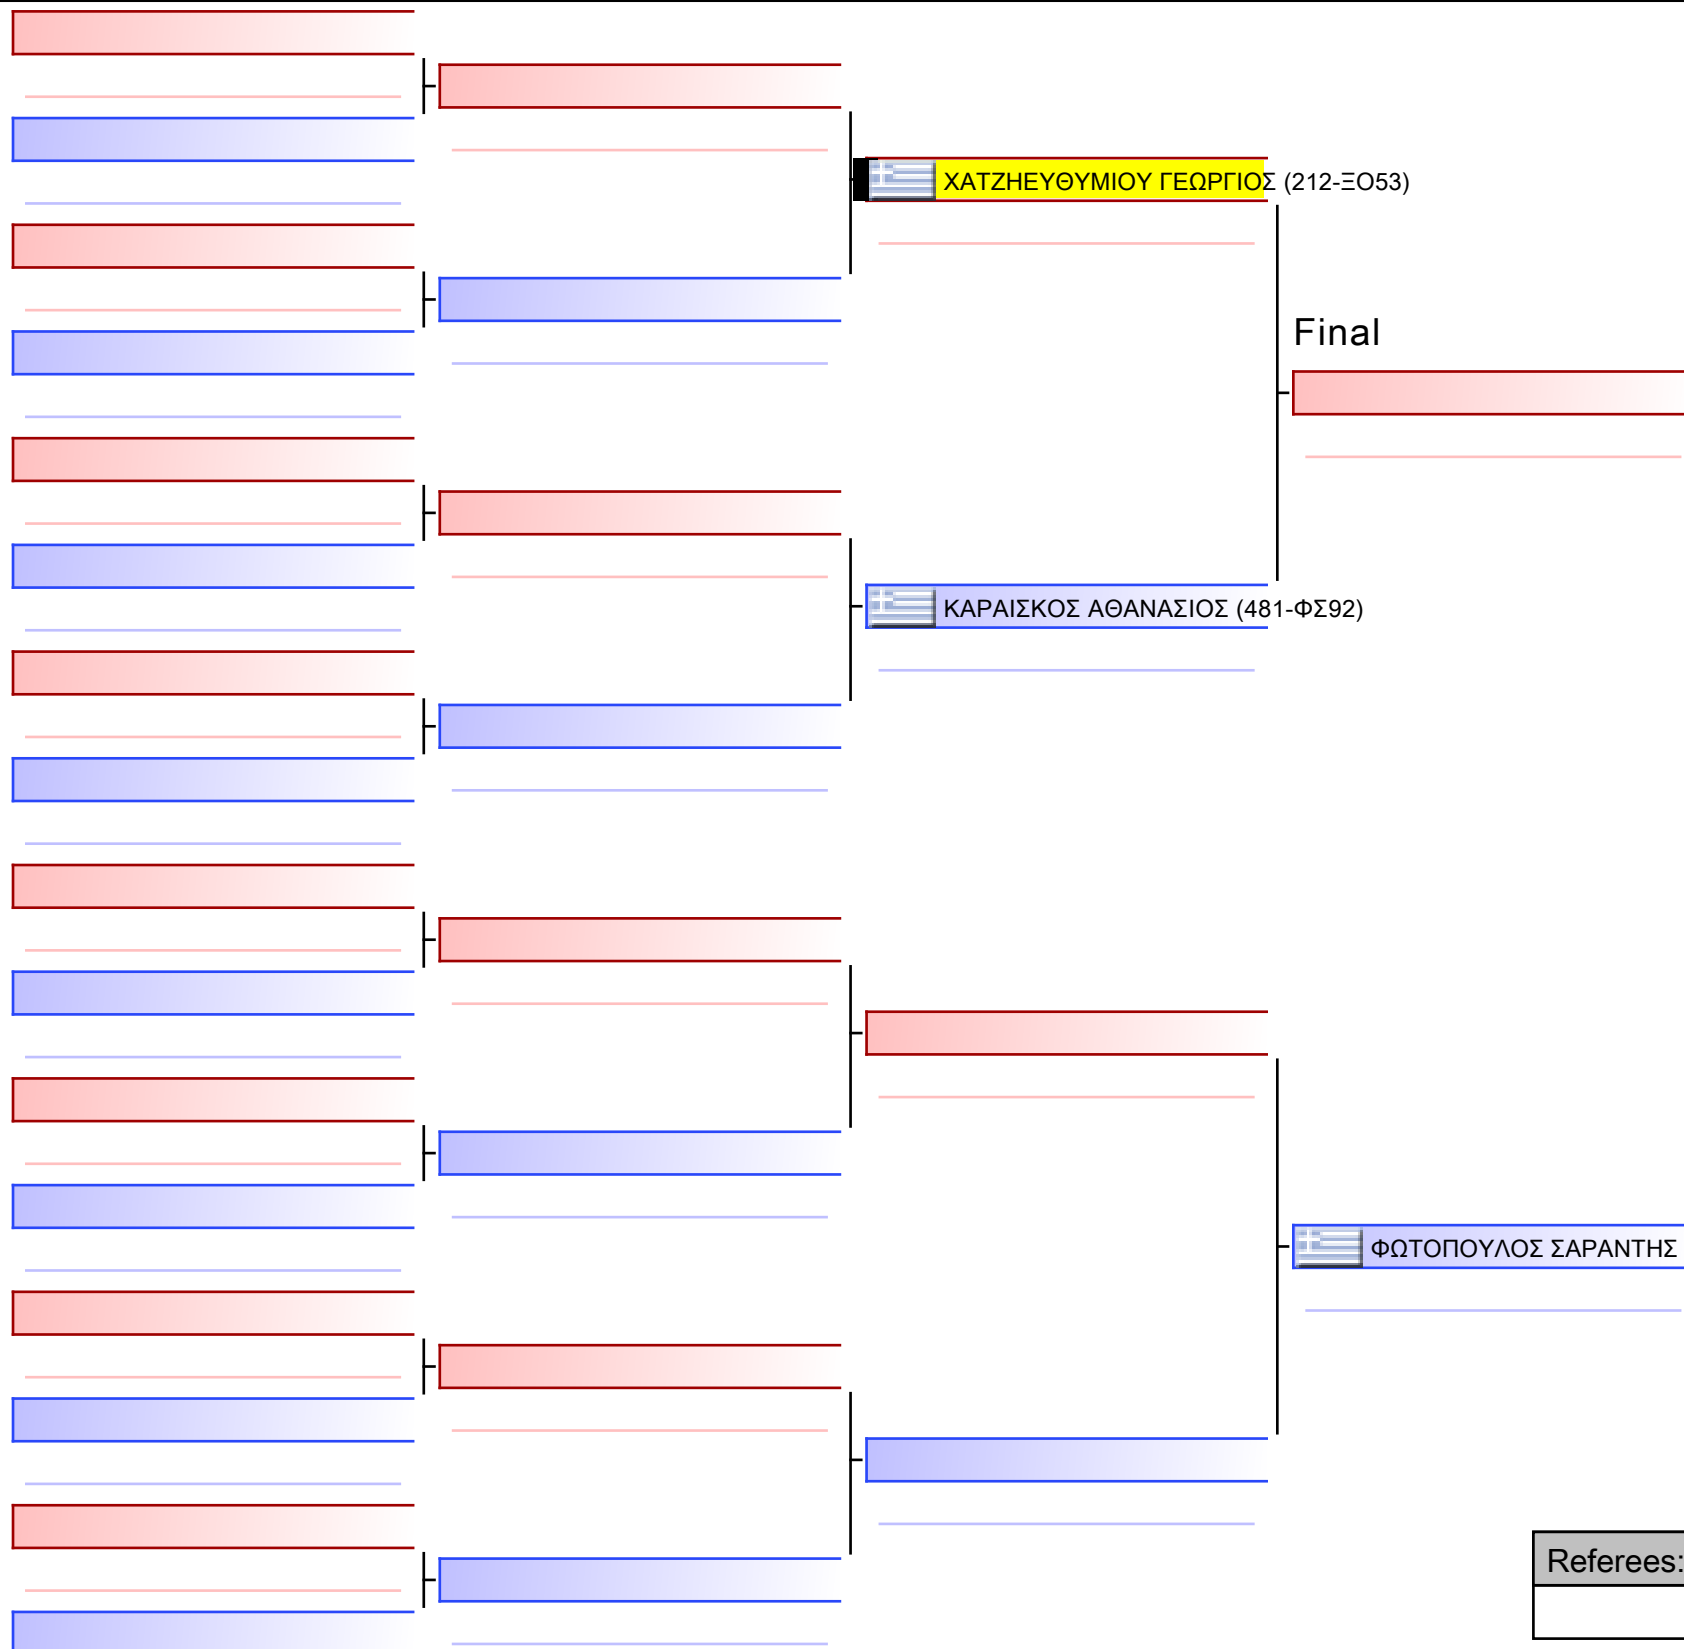 ΧΑΤΖΗΕΥΘΥΜΙΟΥ ΓΕΩΡΓΙΟΣ (212-ΞΟ53)
Final
ΚΑΡΑΙΣΚΟΣ ΑΘΑΝΑΣΙΟΣ (481-ΦΣ92)
ΦΩΤΟΠΟΥΛΟΣ ΣΑΡΑΝΤΗΣ
Referees: